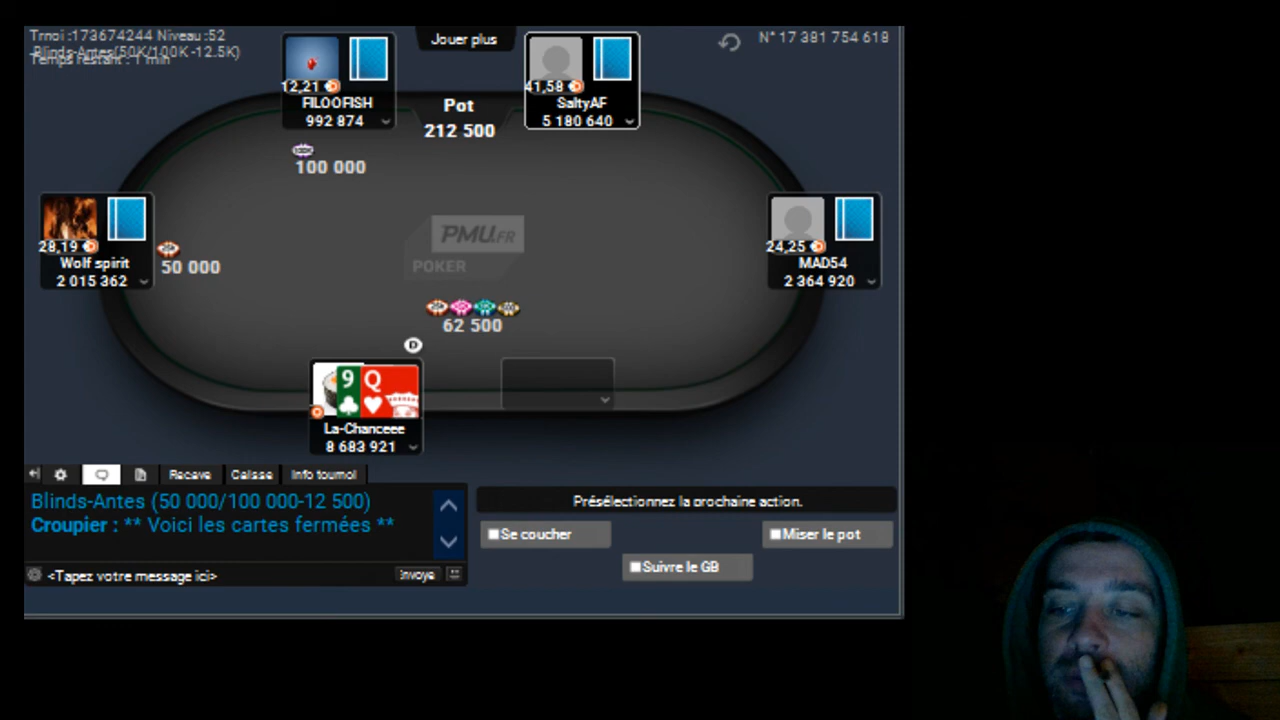 Trnoi :173674244 Niveau :52
Blinds-Antes(50K/100K -12.5K)
Temps restant : 1 min
Jouer plus
N° 17 381 754 618
12,21
FILOOFISH
992 874
Pot
212 500
41,58
SaltyAF
5 180 640
100 000
28,19
Wolf spirit
2 015 362
50 000
PMU.FR
POKER
24,25
MAD54
2 364 920
62 500
D
9 Q
La-Chanceee
8 683 921
Recave Caisse Info tournoi
Blinds-Antes (50 000/100 000-12 500)
Croupier : ** Voici les cartes fermées **
<Tapez votre message ici> Envoye
Présélectionnez la prochaine action.
Se coucher
Miser le pot
Suivre le GB